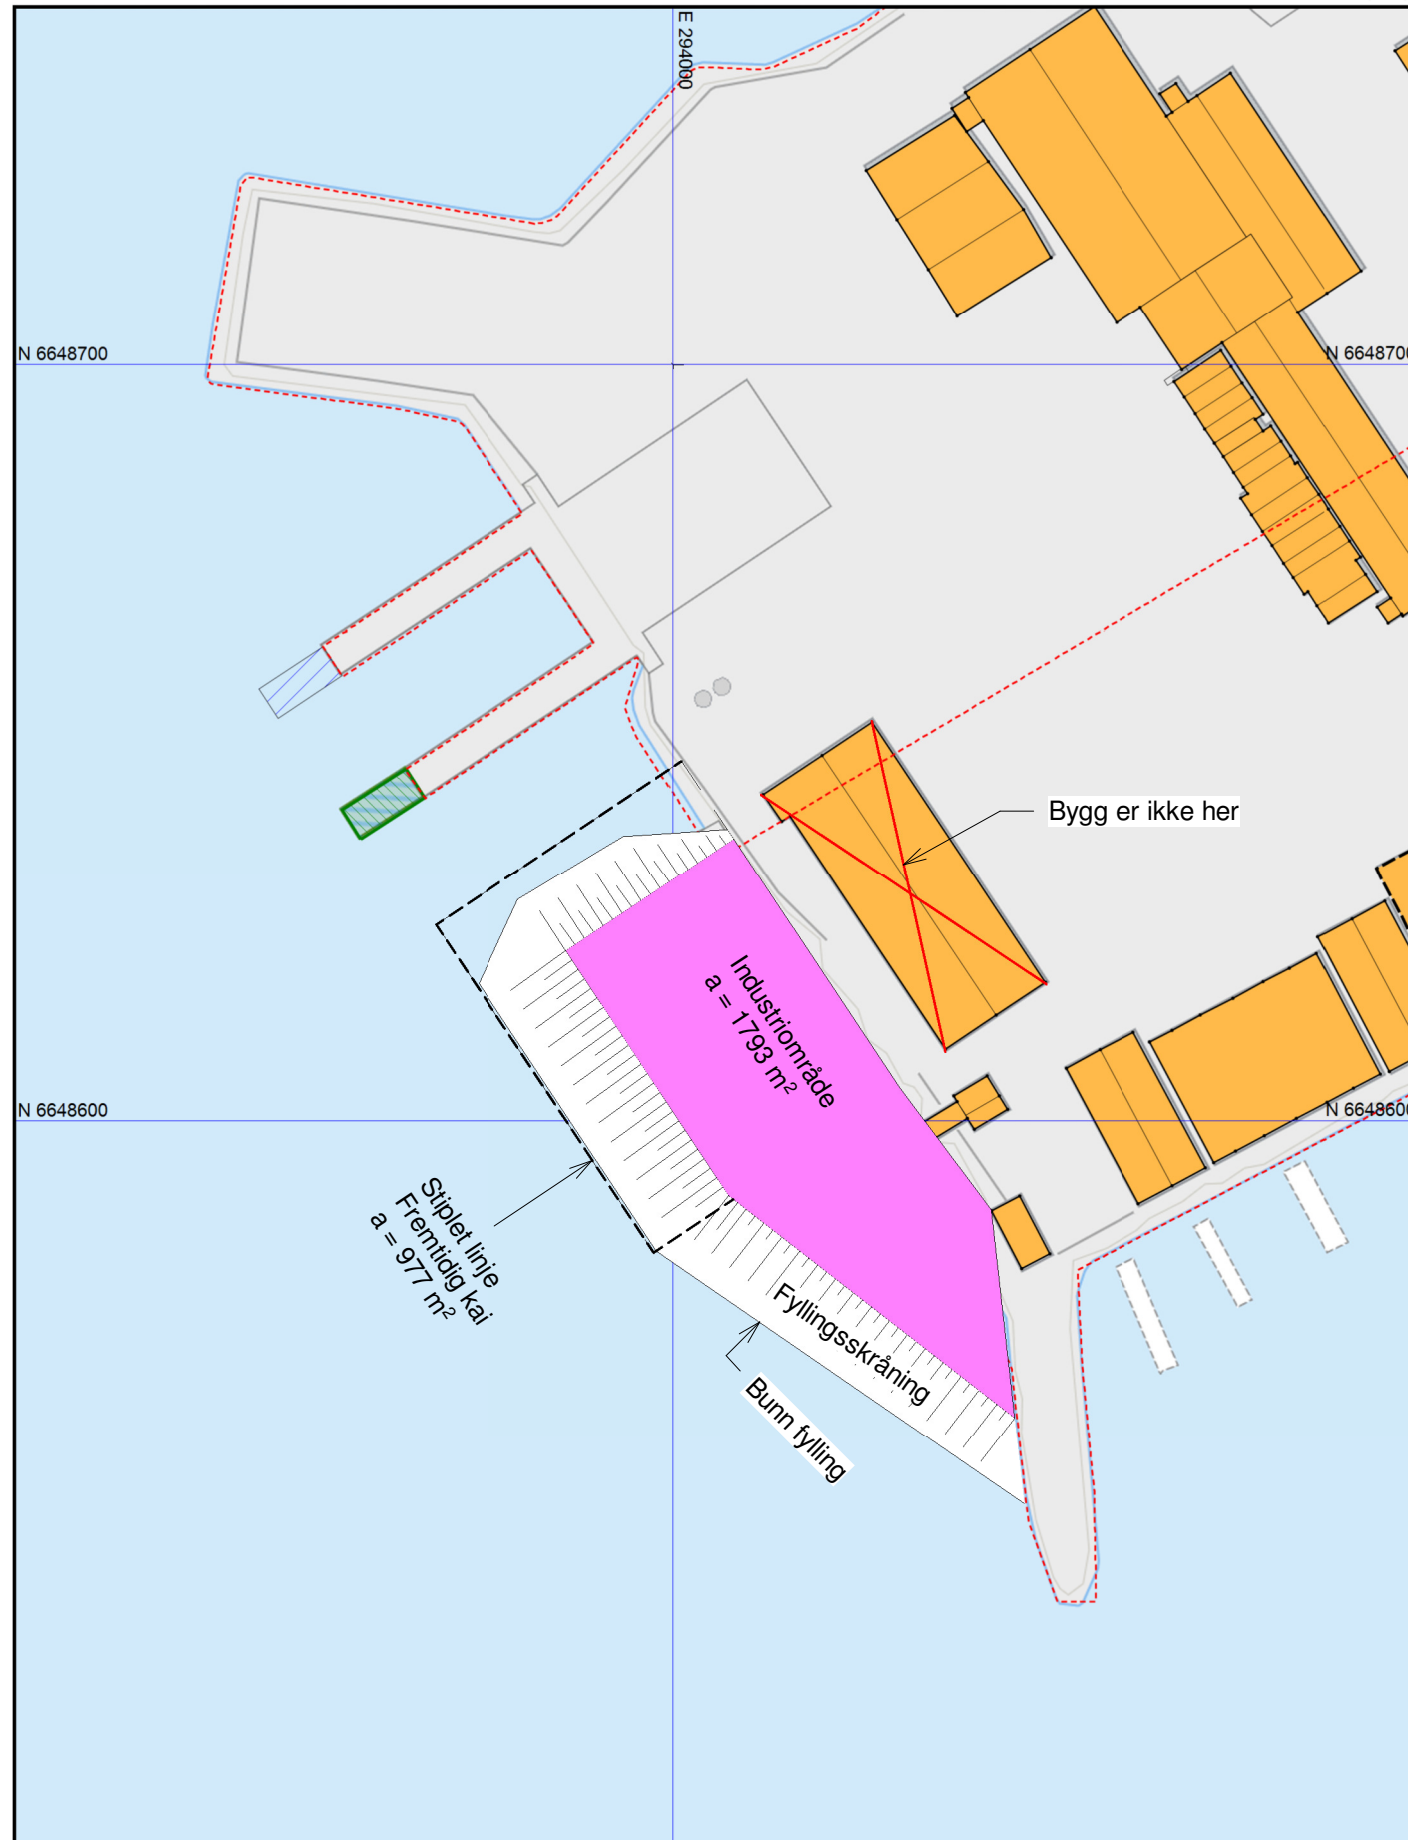 E 294000
N 6648700
N 6648700
Bygg er ikke her
Industriområde
a = 1793 m²
N 6648600
N 6648600
Stiplet linje
Fremtidig kai
a = 977 m²
Fyllingsskråning
Bunn fylling